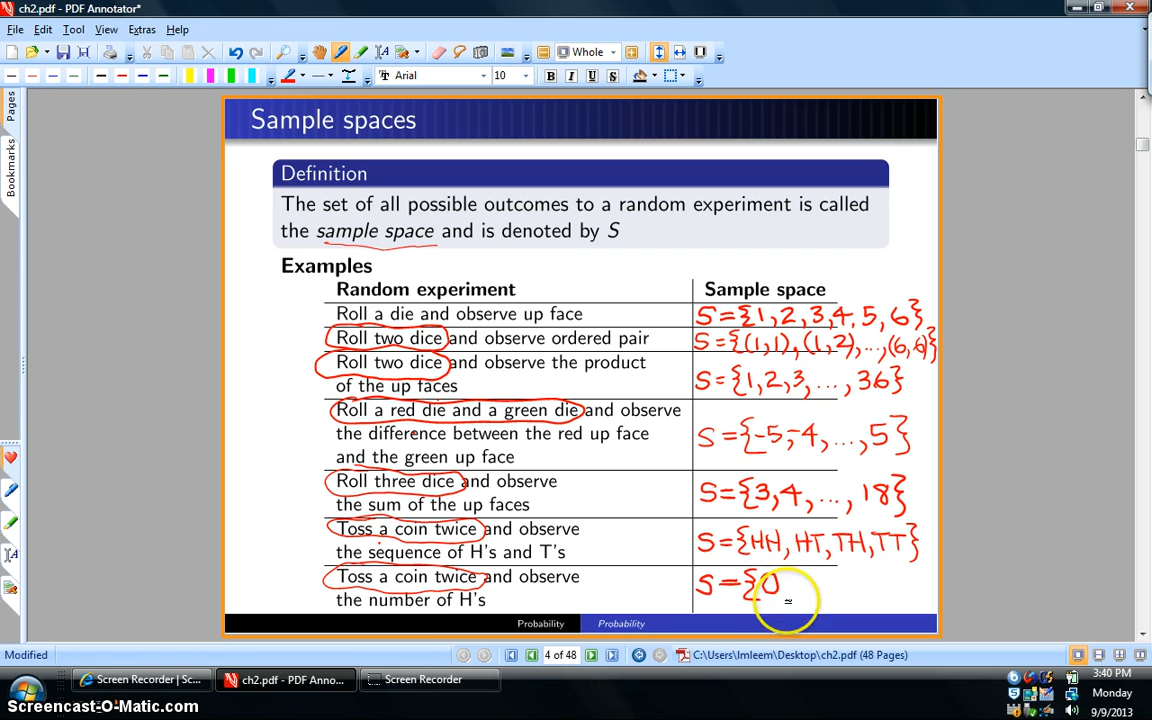 ch2.pdf - PDF Annotator*
File Edit Tool View Extras Help
Whole
Arial 10 B I U S
Pages
Bookmarks
Sample spaces
Definition
The set of all possible outcomes to a random experiment is called
the sample space and is denoted by S
Examples
Random experiment Sample space
Roll a die and observe up face S={1,2,3,4,5,6}
Roll two dice and observe ordered pair S={(1,1),(1,2),...,(6,6)}
Roll two dice and observe the product
of the up faces S={1,2,3,...,36}
Roll a red die and a green die and observe
the difference between the red up face S={-5,-4,...,5}
and the green up face
Roll three dice and observe
the sum of the up faces S={3,4,...,18}
Toss a coin twice and observe
the sequence of H's and T's S={HH,HT,TH,TT}
Toss a coin twice and observe S={0
the number of H's
Probability Probability
Modified 4 of 48 C:\Users\lmleem\Desktop\ch2.pdf (48 Pages)
Screen Recorder | Sc... ch2.pdf - PDF Anno... Screen Recorder
3:40 PM
Monday
9/9/2013
Screencast-O-Matic.com